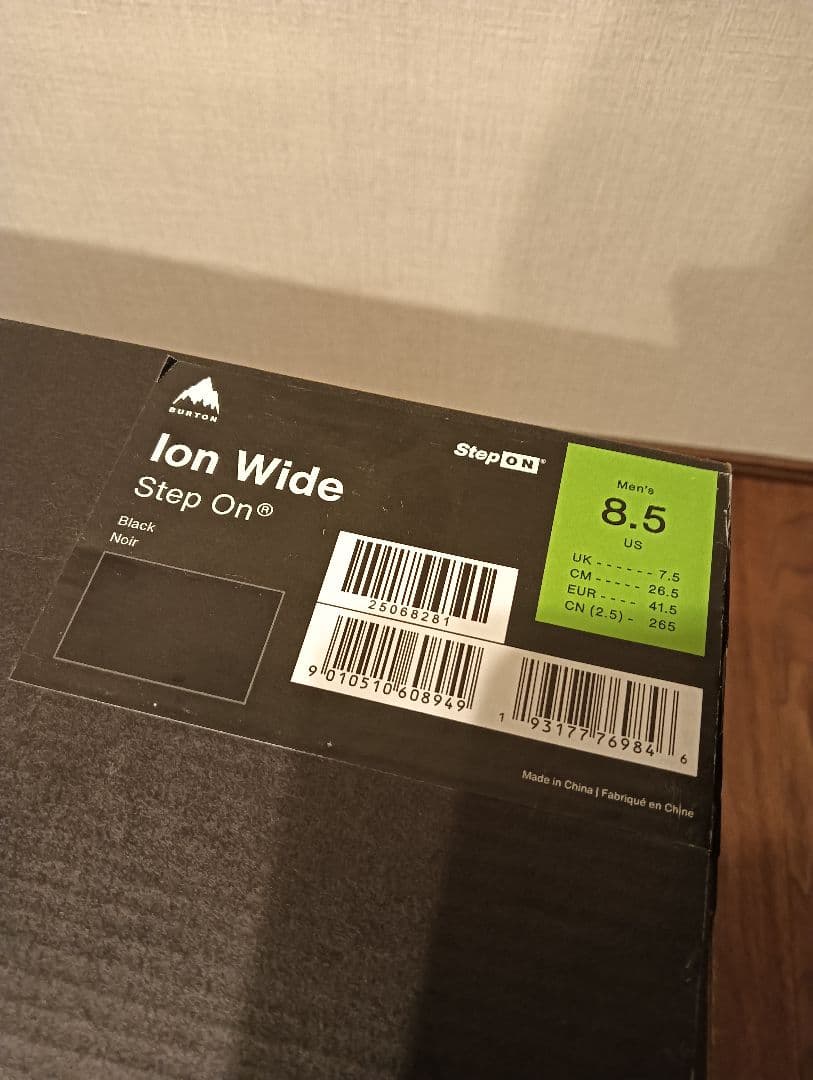 BURTON
Ion Wide
Step On®
Black
Noir
StepON®
Men's
8.5
US
UK ------ 7.5
CM ----- 26.5
EUR ---- 41.5
CN (2.5) - 265
25068281
9 010510 608949
1 93177 76984 6
Made in China | Fabriqué en Chine